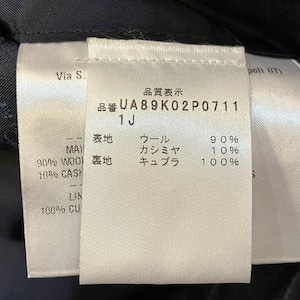 Via S.
poli (IT)
品質表示
品番 UA89K02P0711
1J
表地 ウール 90%
カシミヤ 10%
裏地 キュプラ 100%
90% WOO
10% CASH
LIN
100% CU